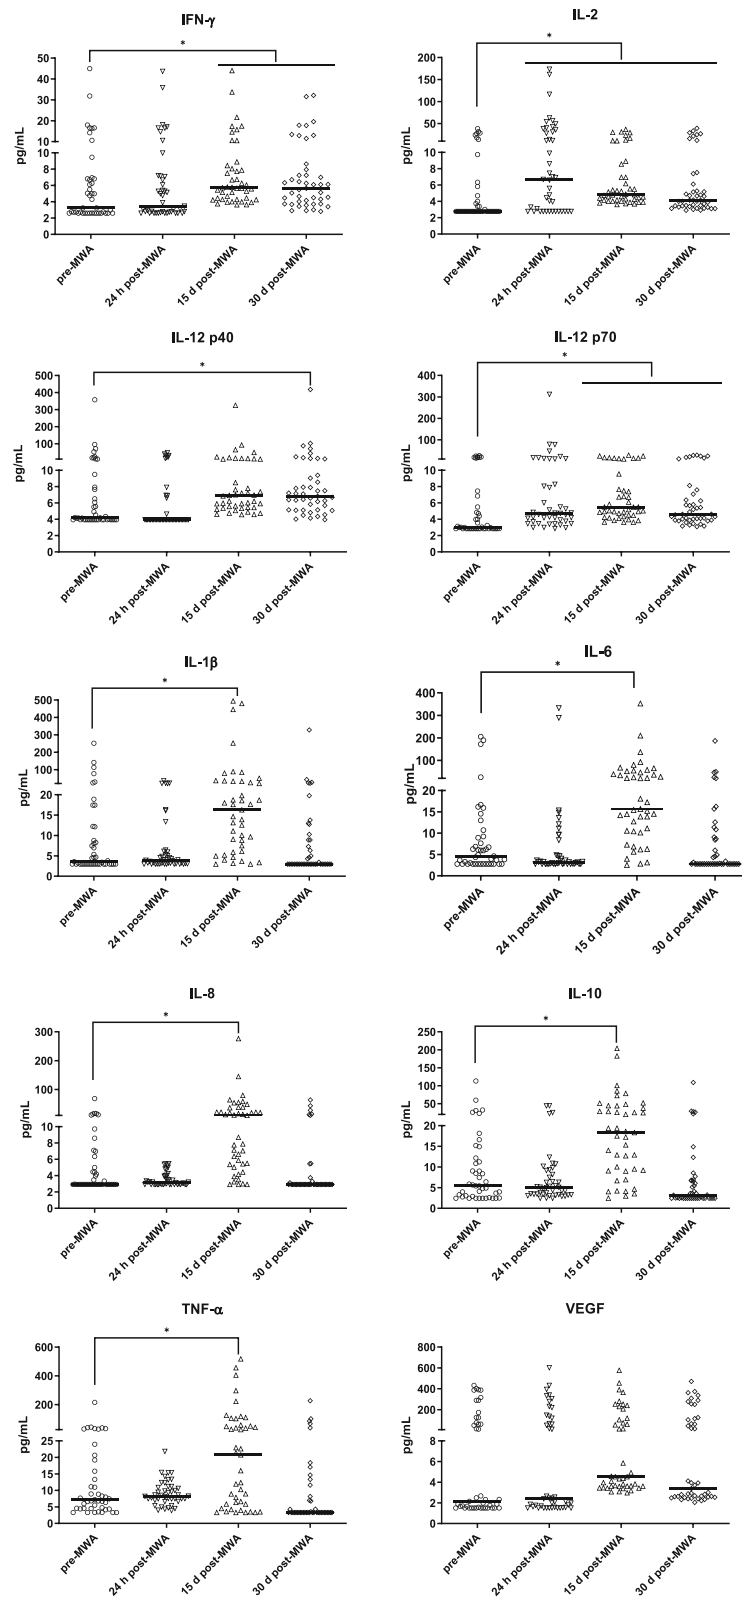 IFN-γ
*
pg/mL
50
40
30
20
10
8
6
4
2
0
pre-MWA
24 h post-MWA
15 d post-MWA
30 d post-MWA
IL-2
*
pg/mL
200
150
100
50
10
8
6
4
2
0
pre-MWA
24 h post-MWA
15 d post-MWA
30 d post-MWA
IL-12 p40
*
pg/mL
500
400
300
200
100
10
8
6
4
2
0
pre-MWA
24 h post-MWA
15 d post-MWA
30 d post-MWA
IL-12 p70
*
pg/mL
400
300
200
100
10
8
6
4
2
0
pre-MWA
24 h post-MWA
15 d post-MWA
30 d post-MWA
IL-1β
*
pg/mL
500
400
300
200
100
20
15
10
5
0
pre-MWA
24 h post-MWA
15 d post-MWA
30 d post-MWA
IL-6
*
pg/mL
400
300
200
100
20
15
10
5
0
pre-MWA
24 h post-MWA
15 d post-MWA
30 d post-MWA
IL-8
*
pg/mL
300
200
100
10
8
6
4
2
0
pre-MWA
24 h post-MWA
15 d post-MWA
30 d post-MWA
IL-10
*
pg/mL
250
200
150
100
50
20
15
10
5
0
pre-MWA
24 h post-MWA
15 d post-MWA
30 d post-MWA
TNF-α
*
pg/mL
600
400
200
25
20
15
10
5
0
pre-MWA
24 h post-MWA
15 d post-MWA
30 d post-MWA
VEGF
pg/mL
800
600
400
200
8
6
4
2
0
pre-MWA
24 h post-MWA
15 d post-MWA
30 d post-MWA